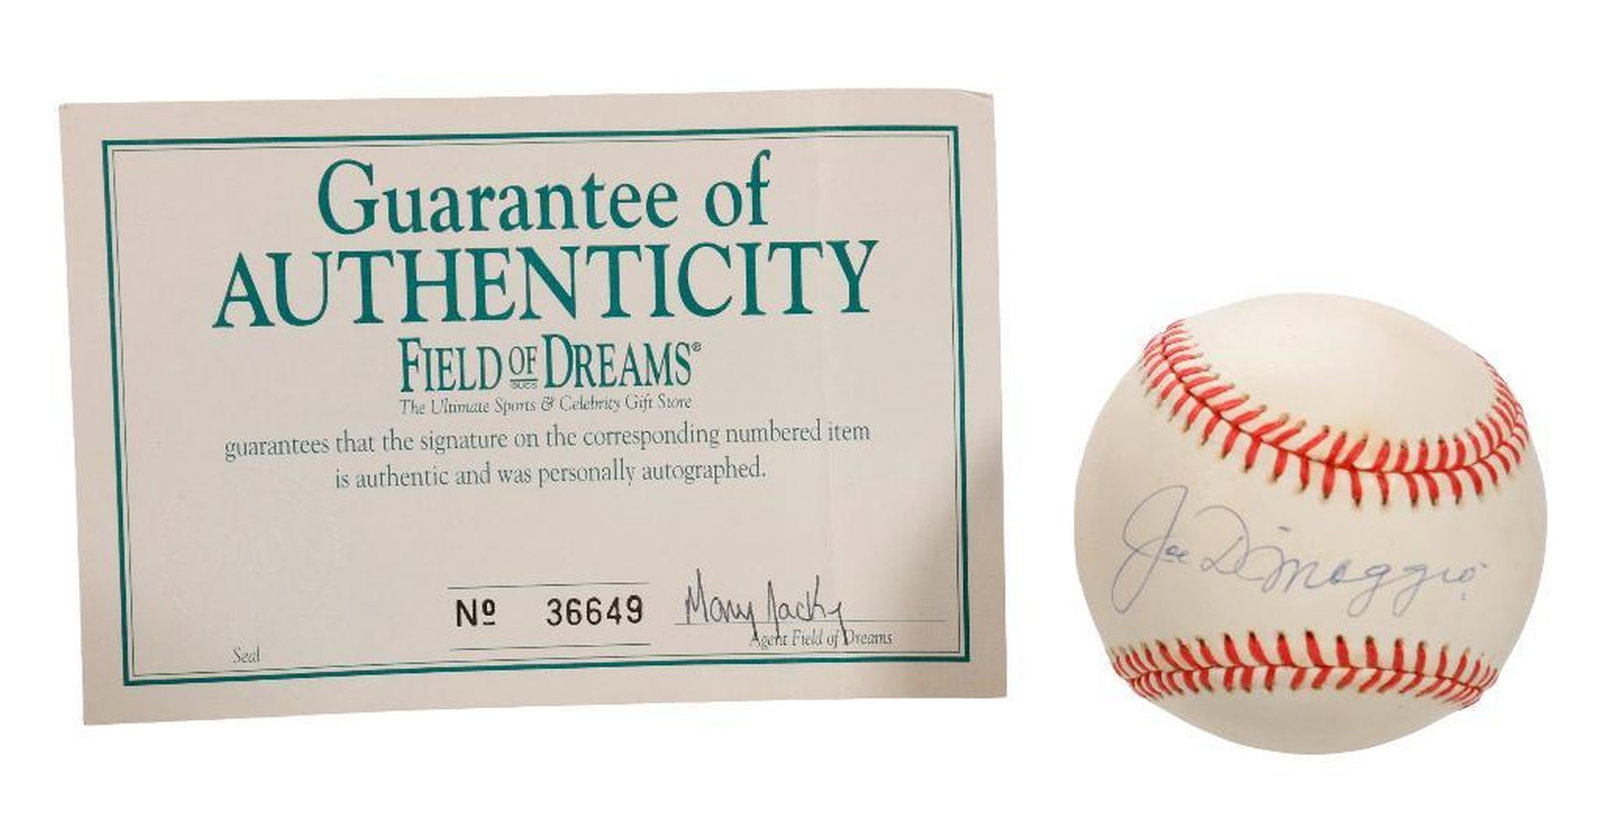 Guarantee of
AUTHENTICITY
FIELD OF DREAMS®
The Ultimate Sports & Celebrity Gift Store
guarantees that the signature on the corresponding numbered item
is authentic and was personally autographed.
Nº 36649
Agent Field of Dreams
Seal
Joe DiMaggio